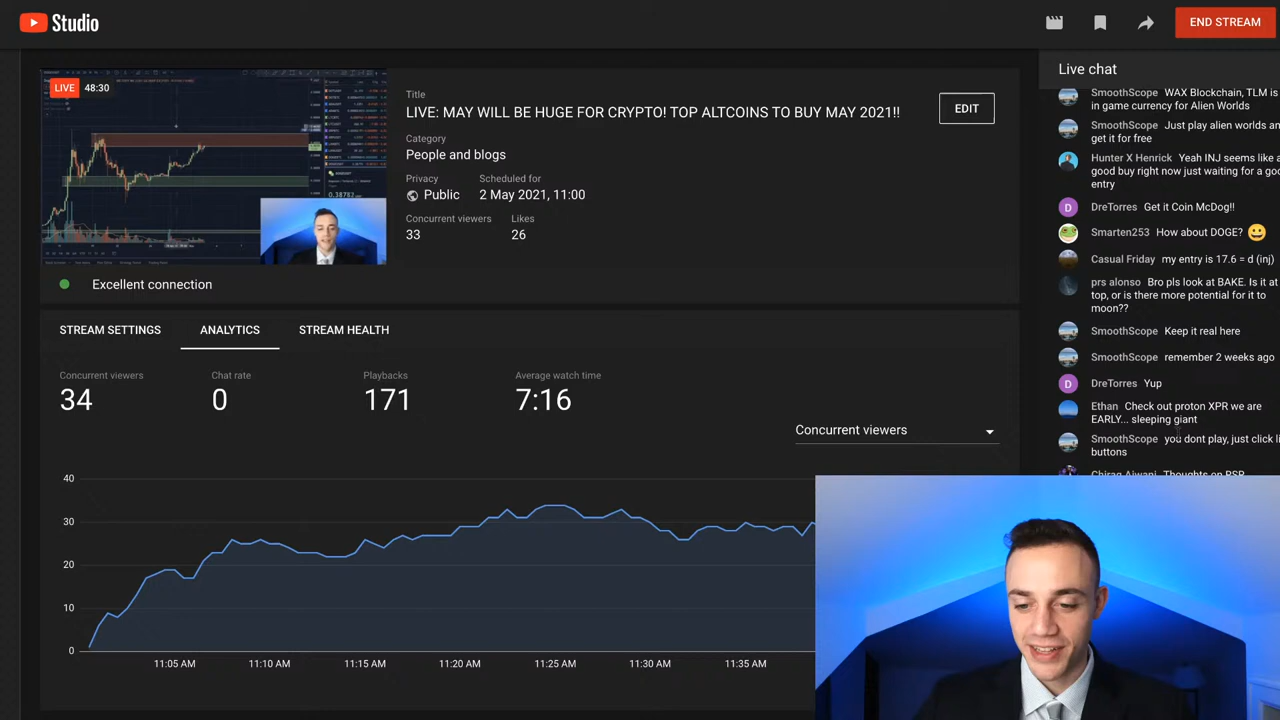 Studio
END STREAM
LIVE 48:30
Title
LIVE: MAY WILL BE HUGE FOR CRYPTO! TOP ALTCOINS FOR MAY 2021!!
EDIT
Category
People and blogs
Privacy
Scheduled for
Public
2 May 2021, 11:00
Concurrent viewers
Likes
33
26
Excellent connection
STREAM SETTINGS
ANALYTICS
STREAM HEALTH
Concurrent viewers
Chat rate
Playbacks
Average watch time
34
0
171
7:16
Concurrent viewers
40
30
20
10
0
11:05 AM
11:10 AM
11:15 AM
11:20 AM
11:25 AM
11:30 AM
11:35 AM
Live chat
SmoothScope WAX Blockchain, TLM is
in game currency for Alien Worlds
SmoothScope Just play alien worlds and
get it for free
Yeah INJ seems like a
good buy right now just waiting for a good
entry
DreTorres Get it Coin McDog!!
Smarten253 How about DOGE? 😀
Casual Friday my entry is 17.6 = d (inj)
prs alonso Bro pls look at BAKE. Is it at
top, or is there more potential for it to
moon??
SmoothScope Keep it real here
SmoothScope remember 2 weeks ago
DreTorres Yup
Ethan Check out proton XPR we are
EARLY... sleeping giant
SmoothScope you dont play, just click
buttons
Chirag Thoughts on